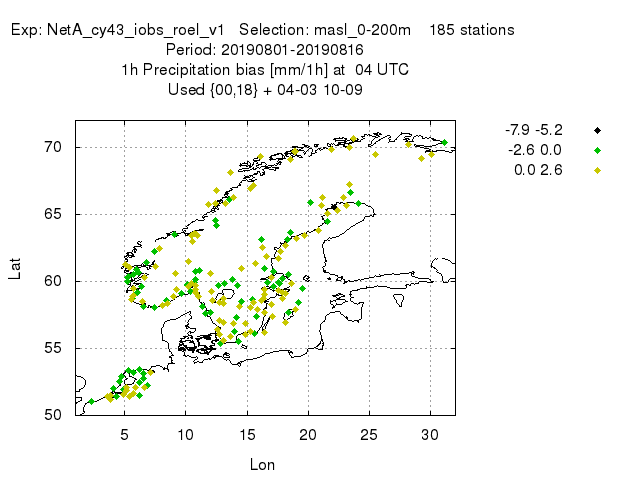 Exp: NetA_cy43_iobs_roel_v1 Selection: masl_0-200m 185 stations
Period: 20190801-20190816
1h Precipitation bias [mm/1h] at 04 UTC
Used {00,18} + 04-03 10-09
-7.9 -5.2
-2.6 0.0
0.0 2.6
70
65
60
55
50
Lat
5 10 15 20 25 30
Lon